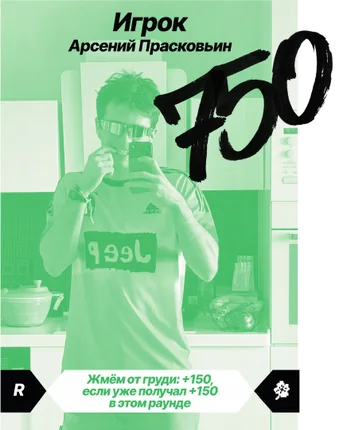 Игрок
Арсений Прасковьин
750
Jeep
R
Жмём от груди: +150,
если уже получал +150
в этом раунде